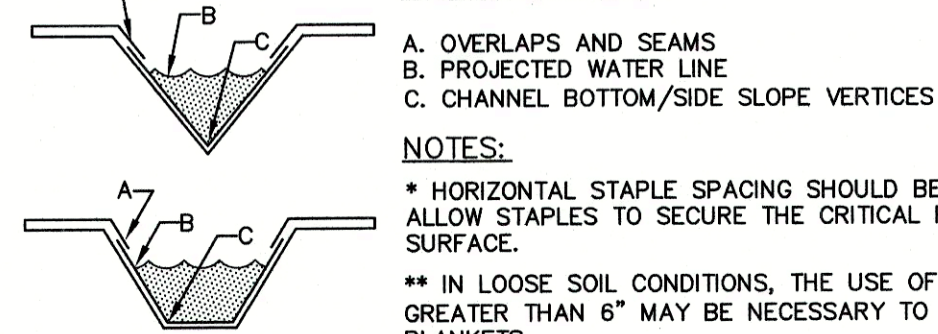 B
C
A. OVERLAPS AND SEAMS
B. PROJECTED WATER LINE
C. CHANNEL BOTTOM/SIDE SLOPE VERTICES
NOTES:
* HORIZONTAL STAPLE SPACING SHOULD BE
ALLOW STAPLES TO SECURE THE CRITICAL
SURFACE.
A
B
C
** IN LOOSE SOIL CONDITIONS, THE USE OF
GREATER THAN 6" MAY BE NECESSARY TO